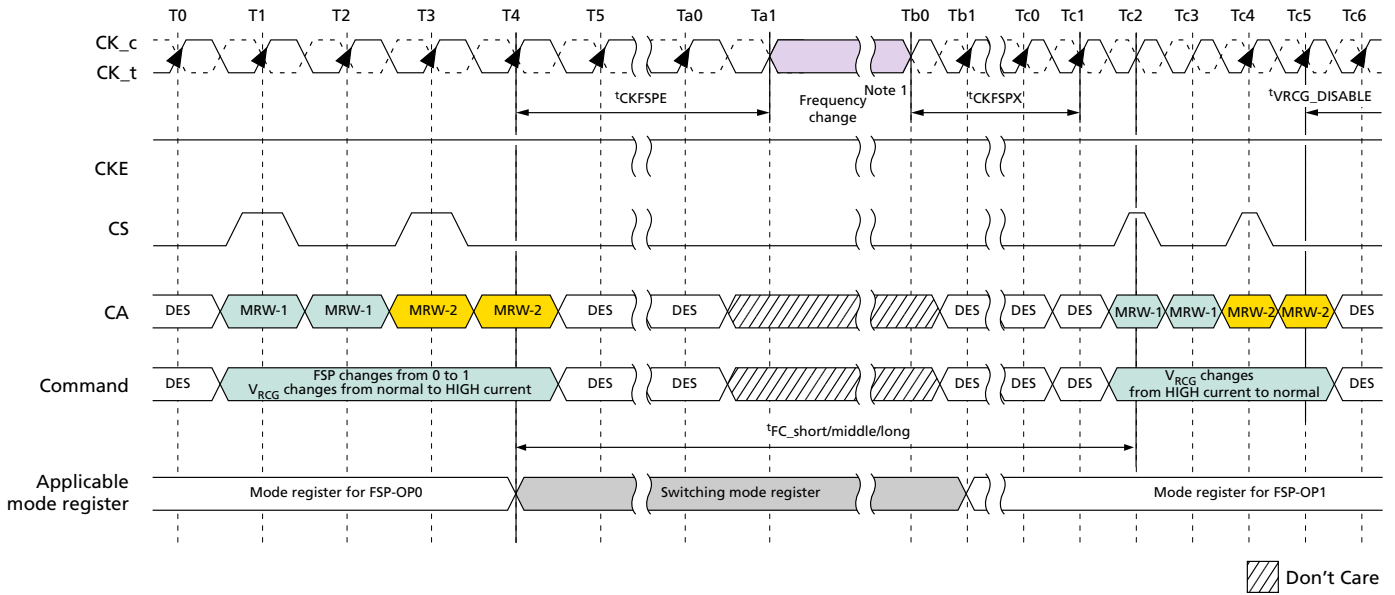 T0 T1 T2 T3 T4 T5 Ta0 Ta1 Tb0 Tb1 Tc0 Tc1 Tc2 Tc3 Tc4 Tc5 Tc6
CK_c
CK_t
tCKFSPE
Frequency
change
Note 1
tCKFSPX
tVRCG_DISABLE
CKE
CS
CA
DES MRW-1 MRW-1 MRW-2 MRW-2 DES DES DES DES DES MRW-1 MRW-1 MRW-2 MRW-2 DES
Command
DES
FSP changes from 0 to 1
VRCG changes from normal to HIGH current
DES DES DES DES DES
VRCG changes
from HIGH current to normal
DES
tFC_short/middle/long
Applicable
mode register
Mode register for FSP-OP0
Switching mode register
Mode register for FSP-OP1
Don't Care